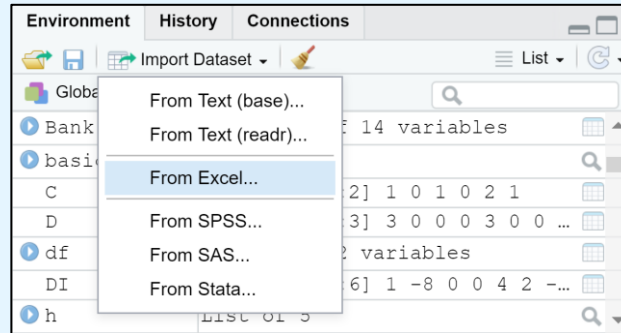 Environment History Connections
Import Dataset List
From Text (base)...
Bank f 14 variables
From Text (readr)...
From Excel...
C 2] 1 0 1 0 2 1
D 3] 3 0 0 0 3 0 0 …
From SPSS...
df 2 variables
From SAS...
DI :6] 1 -8 0 0 4 2 -…
From Stata...
h List of 5